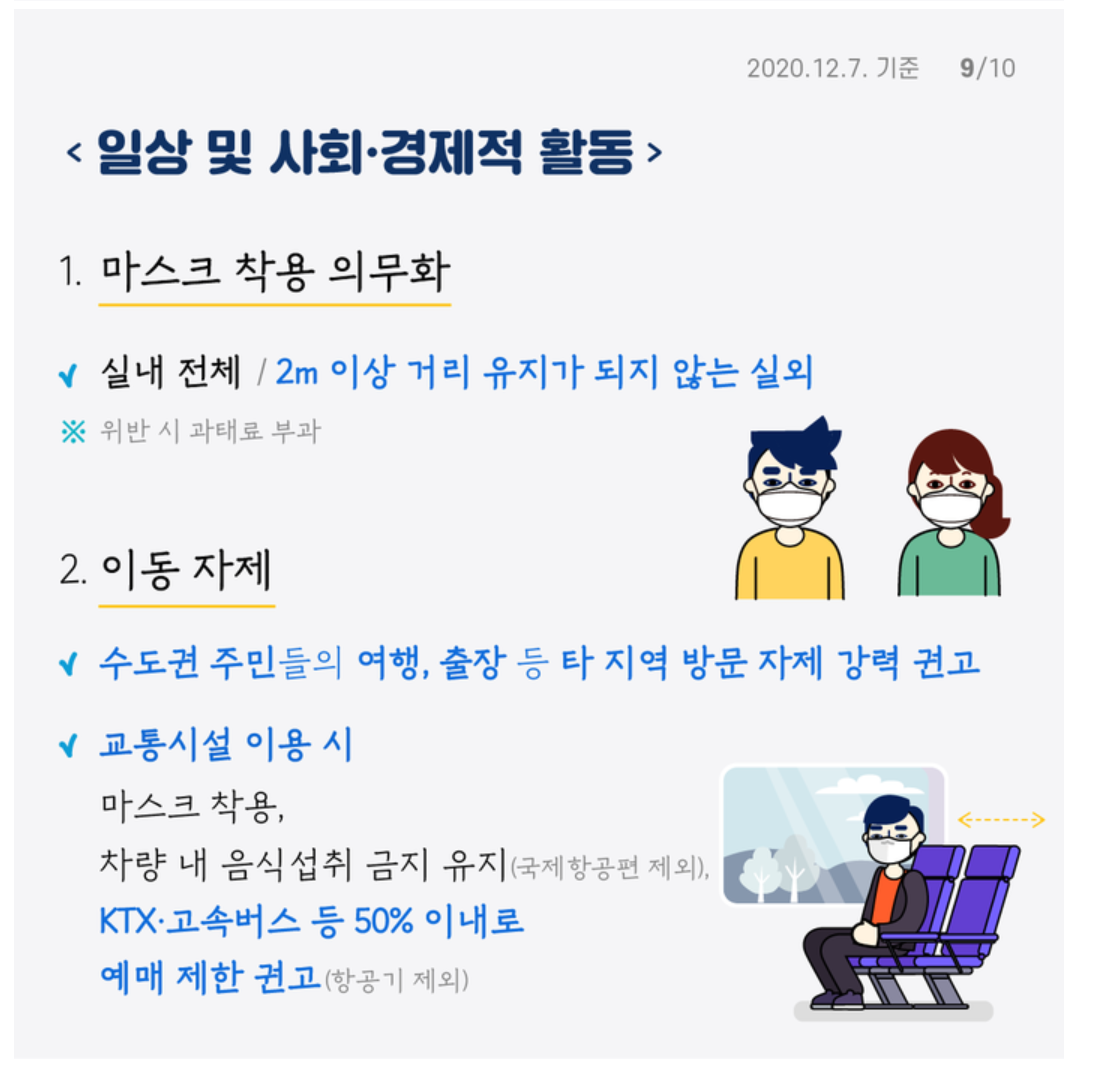 2020.12.7. 기준 9/10
< 일상 및 사회·경제적 활동 >
1. 마스크 착용 의무화
✔ 실내 전체 / 2m 이상 거리 유지가 되지 않는 실외
※ 위반 시 과태료 부과
2. 이동 자제
✔ 수도권 주민들의 여행, 출장 등 타 지역 방문 자제 강력 권고
✔ 교통시설 이용 시
마스크 착용,
차량 내 음식섭취 금지 유지(국제항공편 제외),
KTX·고속버스 등 50% 이내로
예매 제한 권고(항공기 제외)